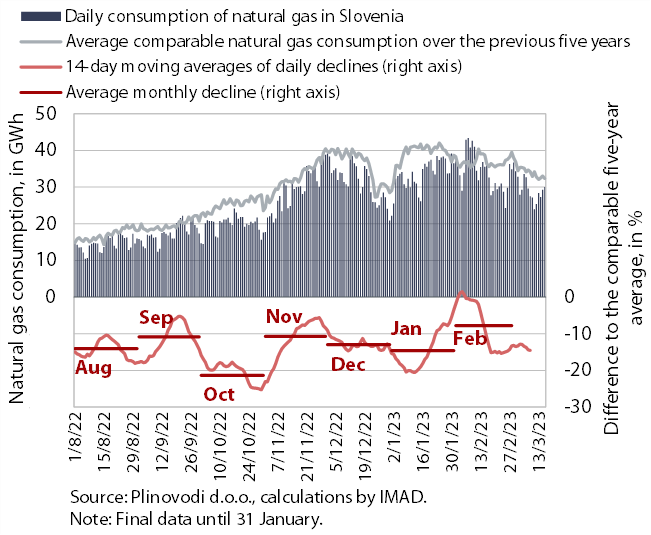 Daily consumption of natural gas in Slovenia
Average comparable natural gas consumption over the previous five years
14-day moving averages of daily declines (right axis)
Average monthly decline (right axis)
Natural gas consumption, in GWh
50
40
30
20
10
0
Difference to the comparable five-year
average, in %
0
-10
-20
-30
Aug
Sep
Oct
Nov
Dec
Jan
Feb
1/8/22
15/8/22
29/8/22
12/9/22
26/9/22
10/10/22
24/10/22
7/11/22
21/11/22
5/12/22
19/12/22
2/1/23
16/1/23
30/1/23
13/2/23
27/2/23
13/3/23
Source: Plinovodi d.o.o., calculations by IMAD.
Note: Final data until 31 January.